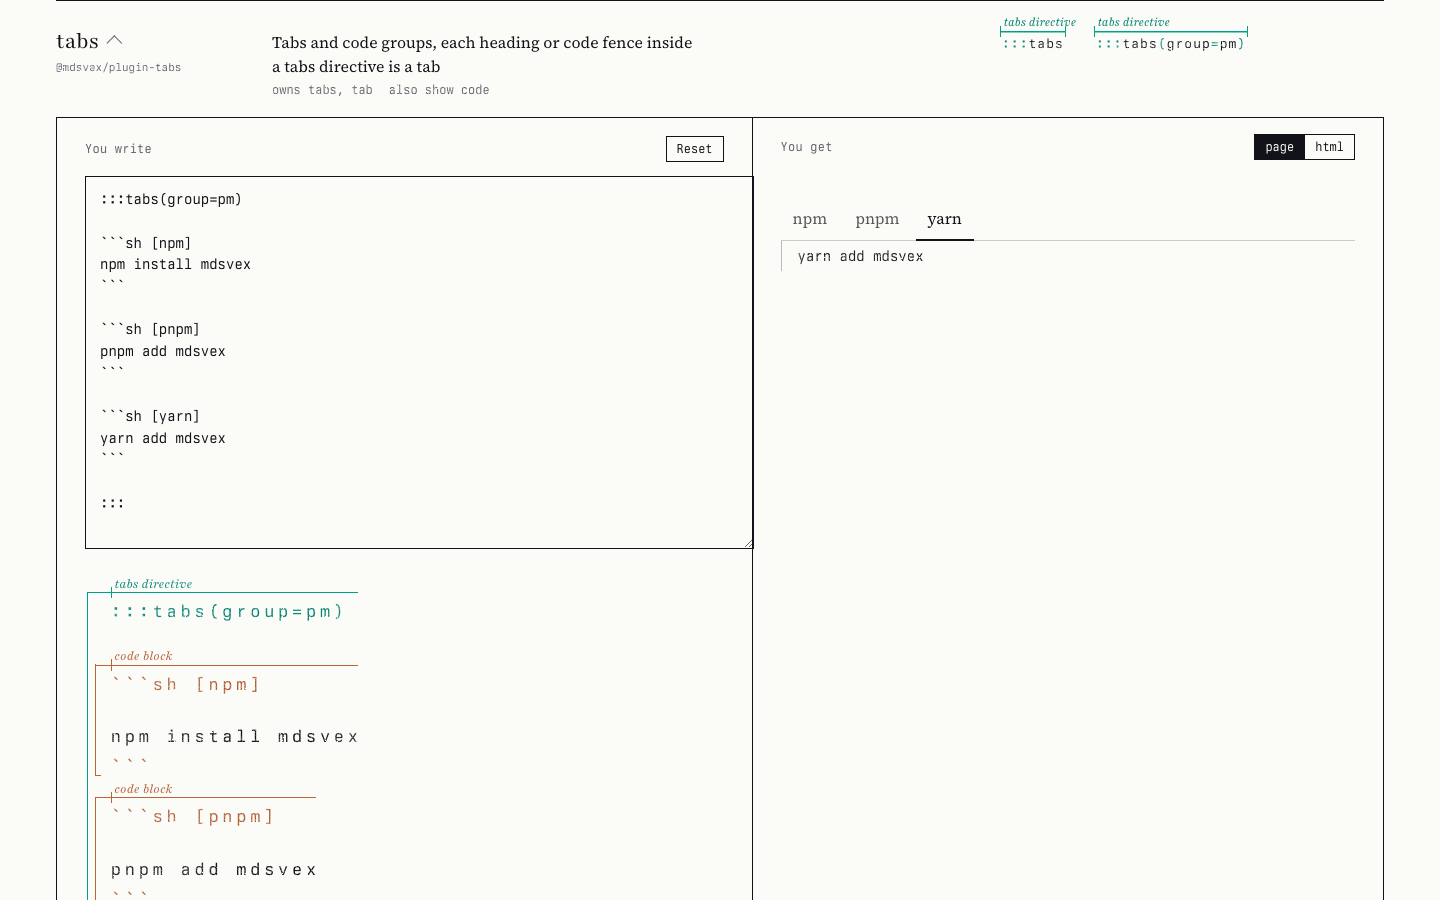 tabs
@mdsvex/plugin-tabs
Tabs and code groups, each heading or code fence inside
a tabs directive is a tab
owns tabs, tab also show code
tabs directive tabs directive
:::tabs :::tabs(group=pm)
You write
Reset
:::tabs(group=pm)
```sh [npm]
npm install mdsvex
```
```sh [pnpm]
pnpm add mdsvex
```
```sh [yarn]
yarn add mdsvex
```
:::
tabs directive
:::tabs(group=pm)
code block
```sh [npm]
npm install mdsvex
```
code block
```sh [pnpm]
pnpm add mdsvex
```
You get
page html
npm pnpm yarn
yarn add mdsvex